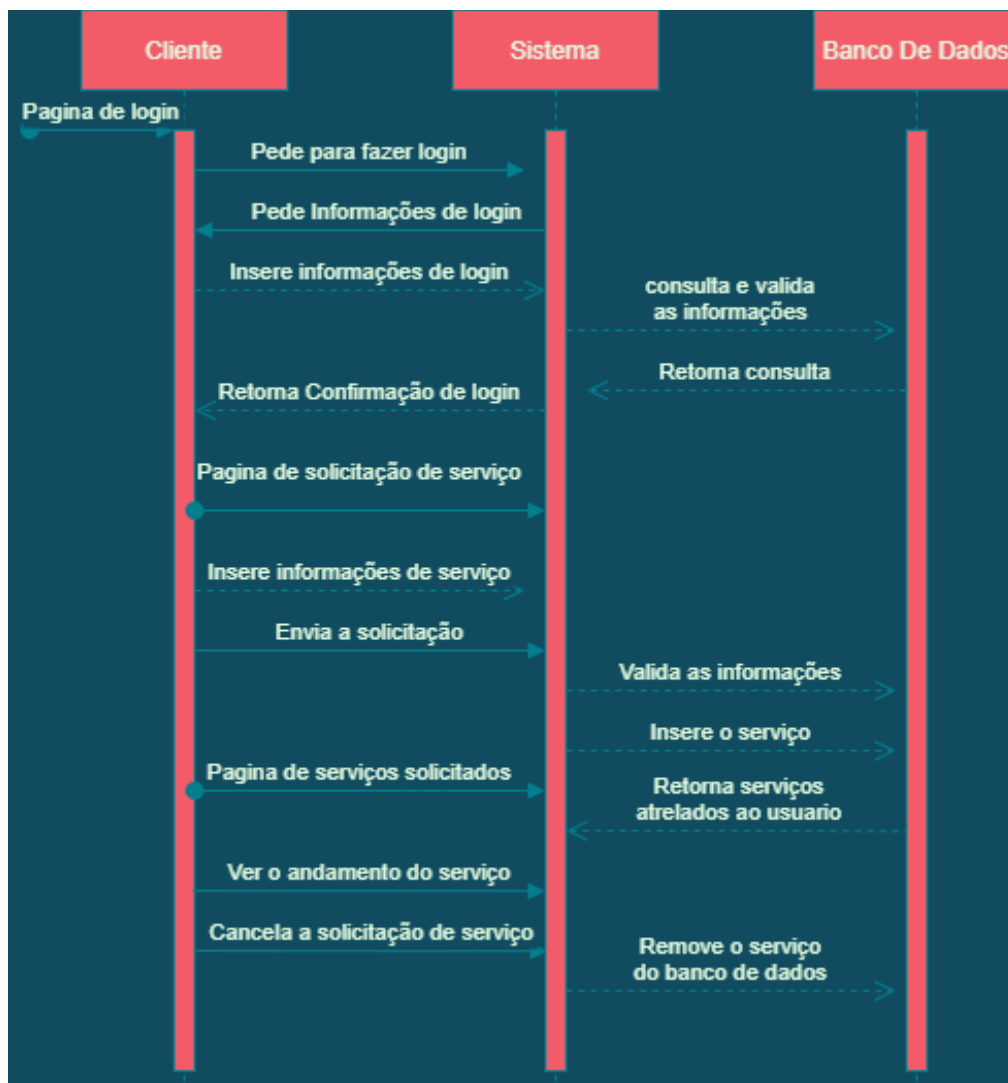 Cliente
Sistema
Banco De Dados
Pagina de login
Pede para fazer login
Pede Informações de login
Insere informações de login
consulta e valida
as informações
Retorna consulta
Retorna Confirmação de login
Pagina de solicitação de serviço
Insere informações de serviço
Envia a solicitação
Valida as informações
Insere o serviço
Pagina de serviços solicitados
Retorna serviços
atrelados ao usuario
Ver o andamento do serviço
Cancela a solicitação de serviço
Remove o serviço
do banco de dados